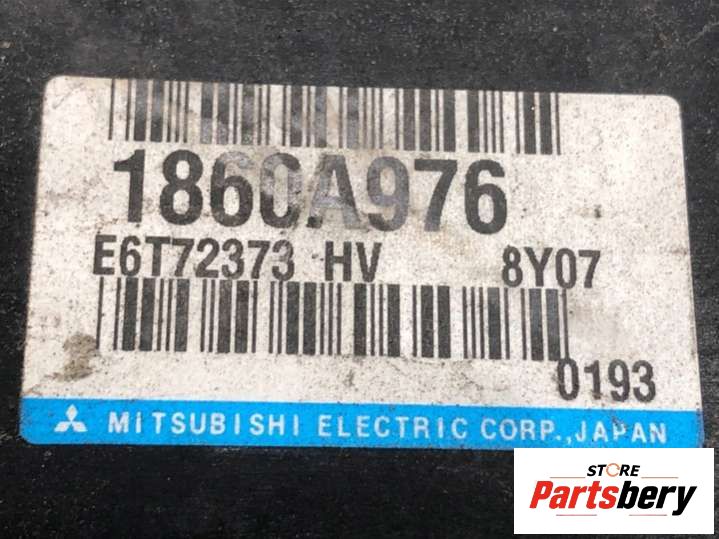 1860A976
E6T72373 HV 8Y07
0193
MITSUBISHI ELECTRIC CORP., JAPAN
STORE
Partsbery